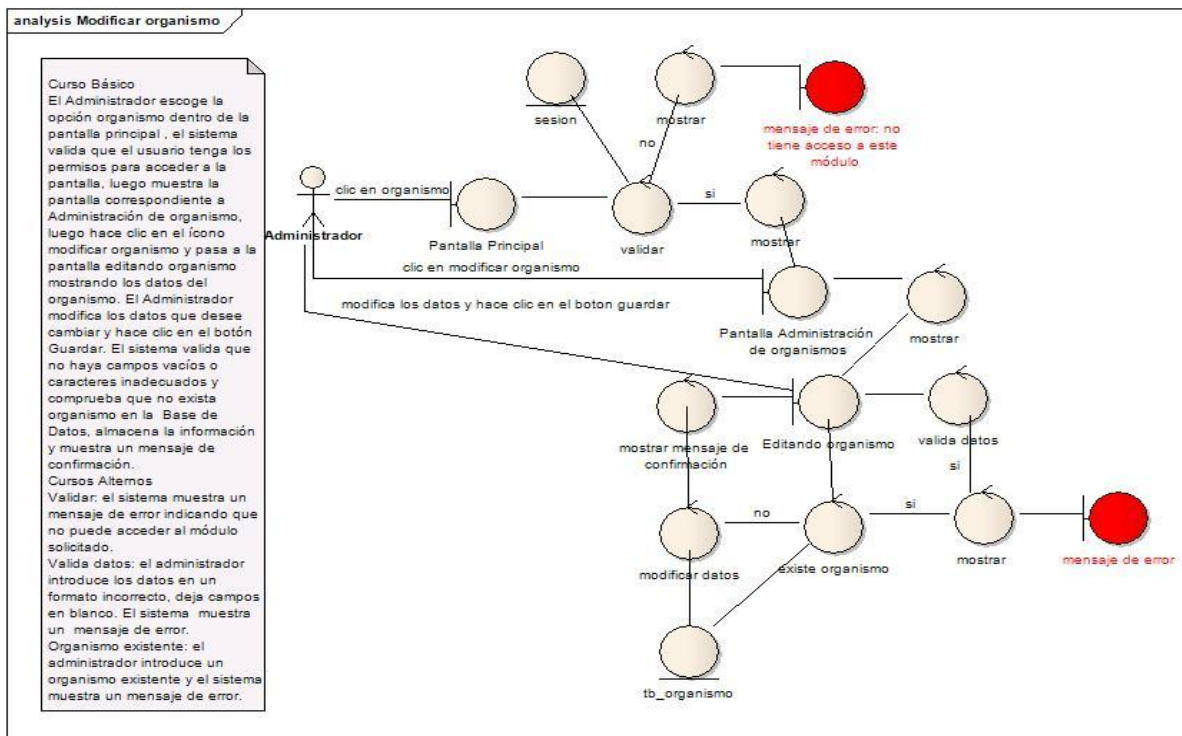 analysis Modificar organismo
Curso Básico
El Administrador escoge la
opción organismo dentro de la
pantalla principal , el sistema
valida que el usuario tenga los
permisos para acceder a la
pantalla, luego muestra la
pantalla correspondiente a
Administración de organismo,
luego hace clic en el ícono
modificar organismo y pasa a la
pantalla editando organismo
mostrando los datos del
organismo. El Administrador
modifica los datos que desee
cambiar y hace clic en el botón
Guardar. El sistema valida que
no haya campos vacíos o
caracteres inadecuados y
comprueba que no exista
organismo en la Base de
Datos, almacena la información
y muestra un mensaje de
confirmación.
Cursos Alternos
Validar: el sistema muestra un
mensaje de error indicando que
no puede acceder al módulo
solicitado.
Valida datos: el administrador
introduce los datos en un
formato incorrecto, deja campos
en blanco. El sistema muestra
un mensaje de error.
Organismo existente: el
administrador introduce un
organismo existente y el sistema
muestra un mensaje de error.
sesion
mostrar
mensaje de error: no
tiene acceso a este
módulo
no
clic en organismo
si
Administrador
Pantalla Principal
validar
mostrar
clic en modificar organismo
modifica los datos y hace clic en el boton guardar
Pantalla Administración
de organismos
mostrar
mostrar mensaje de
confirmación
Editando organismo
valida datos
si
no
si
modificar datos
existe organismo
mostrar
mensaje de error
tb_organismo